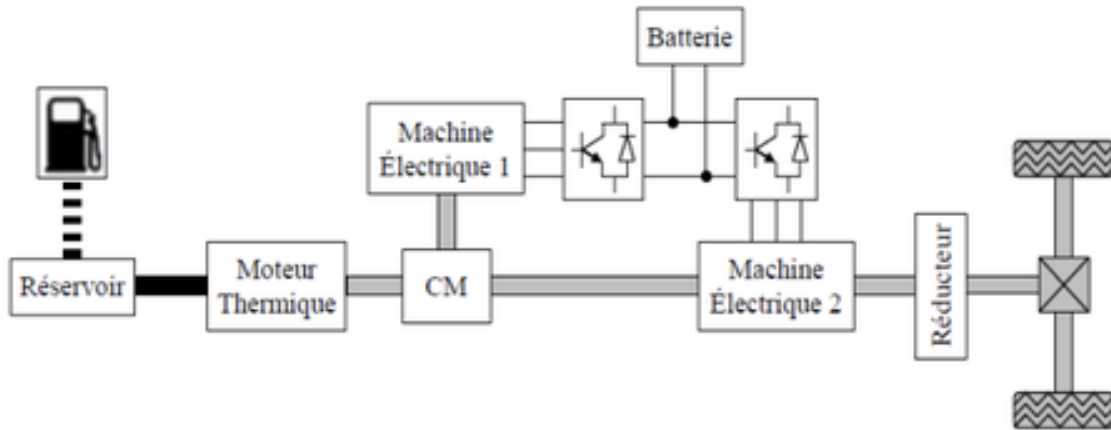 Batterie
Machine
Électrique 1
Réservoir
Moteur
Thermique
CM
Machine
Électrique 2
Réducteur